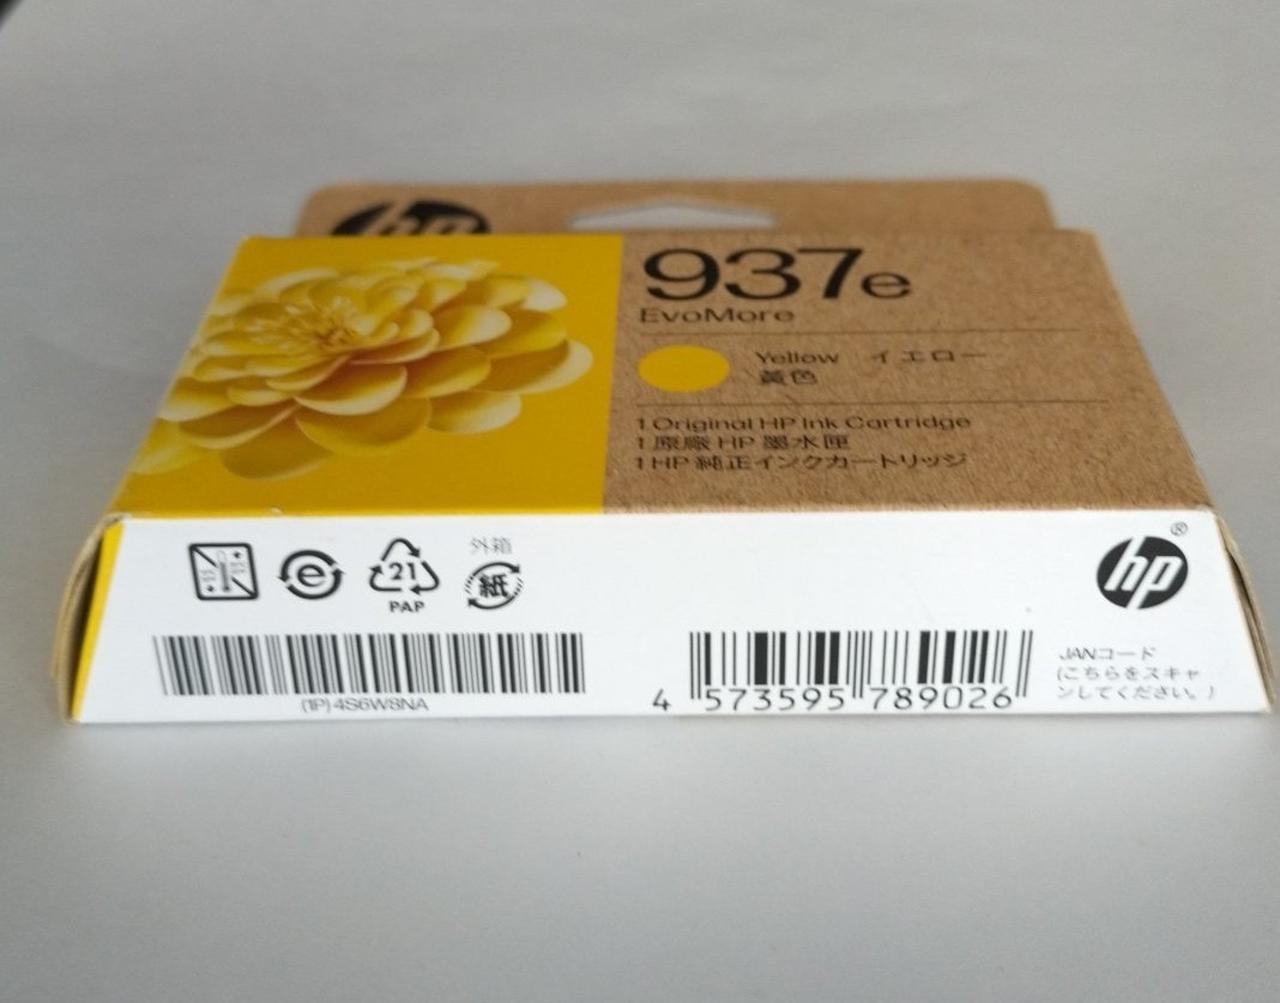 hp
937e
EvoMore
Yellow イエロー
黃色
1 Original HP Ink Cartridge
1 原廠 HP 墨水匣
1 HP 純正インクカートリッジ
外箱
e
21
紙
PAP
hp®
(1P)4S6W8NA
4 573595 789026
JANコード
(こちらをスキャ
ンしてください。)